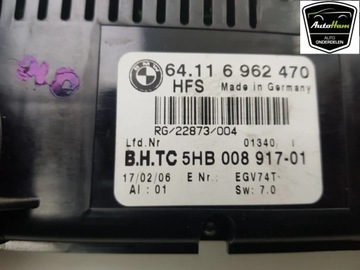 AutoHam
AUTO
ONDERDELEN
BMW
64.11 6 962 470
HFS Made in Germany
RG/22873/004
Lfd.Nr 01340
B.H.TC 5HB 008 917-01
17/02/06 E Nr.: EGV74T
AI: 01 Sw: 7.0